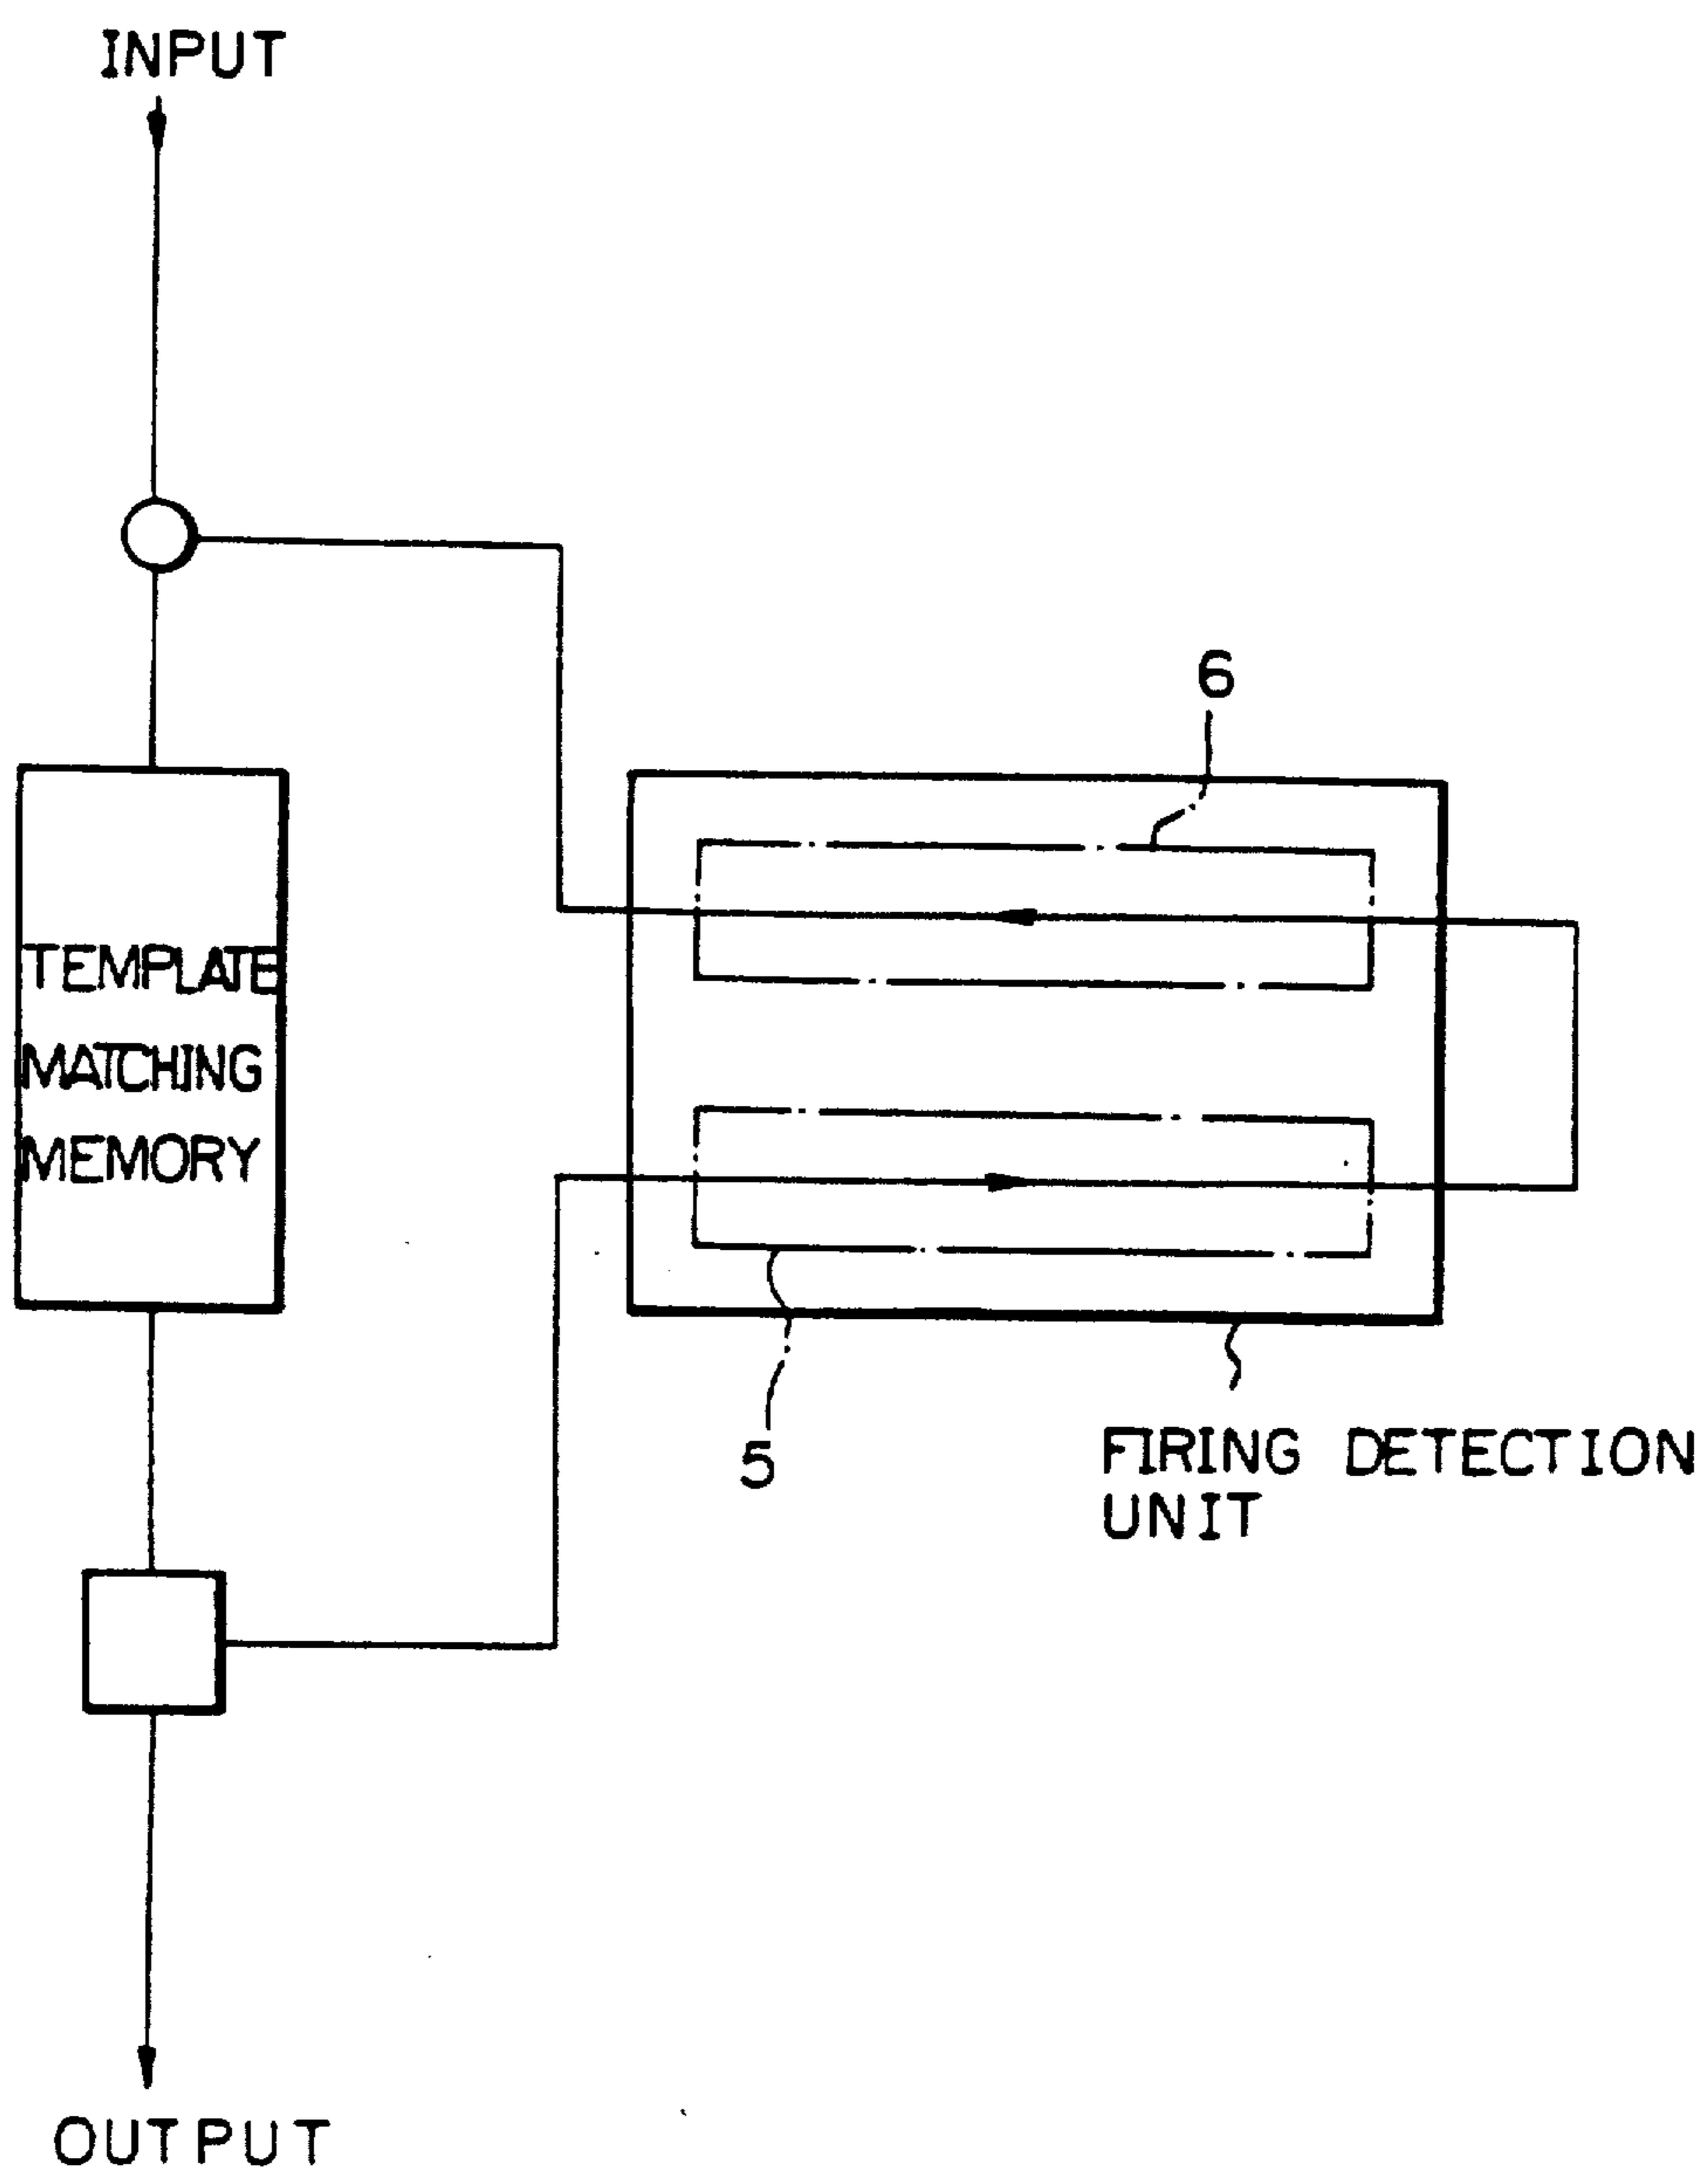 INPUT
6
TEMPLATE
MATCHING
MEMORY
5
FIRING DETECTION
UNIT
OUTPUT